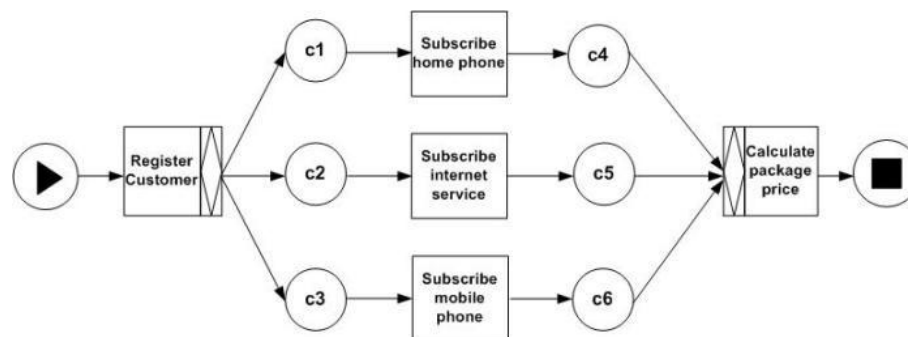 c1
Subscribe
home phone
c4
Register
Customer
c2
Subscribe
internet
service
c5
Calculate
package
price
c3
Subscribe
mobile
phone
c6